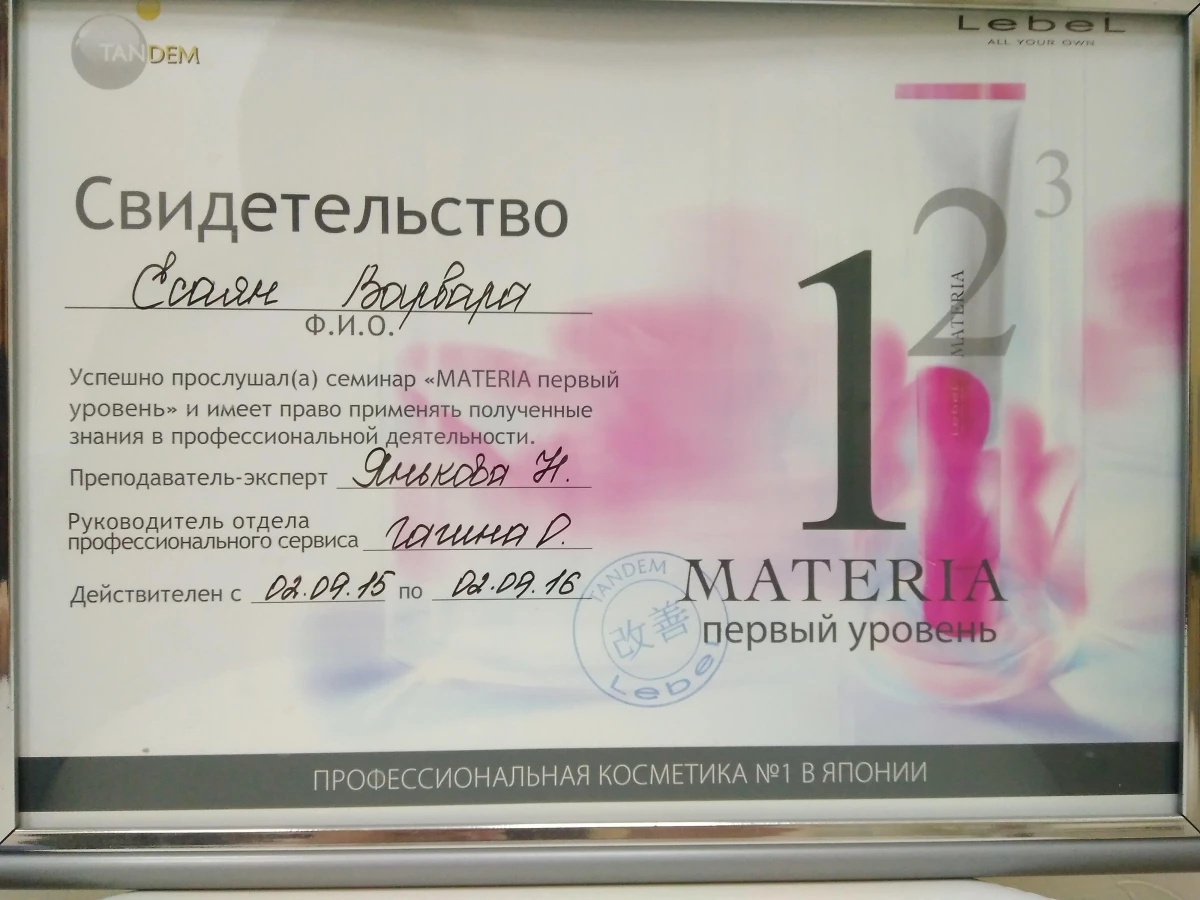 TANDEM
LebeL
ALL YOUR OWN
Свидетельство
Есаян Варвара
Ф.И.О.
Успешно прослушал(а) семинар «MATERIA первый
уровень» и имеет право применять полученные
знания в профессиональной деятельности.
Преподаватель-эксперт Янькова Н.
Руководитель отдела
профессионального сервиса Гагина О.
Действителен с 02.09.15 по 02.09.16
1 2 3
MATERIA
LebeL
MATERIA
первый уровень
TANDEM
改善
LebeL
ПРОФЕССИОНАЛЬНАЯ КОСМЕТИКА №1 В ЯПОНИИ